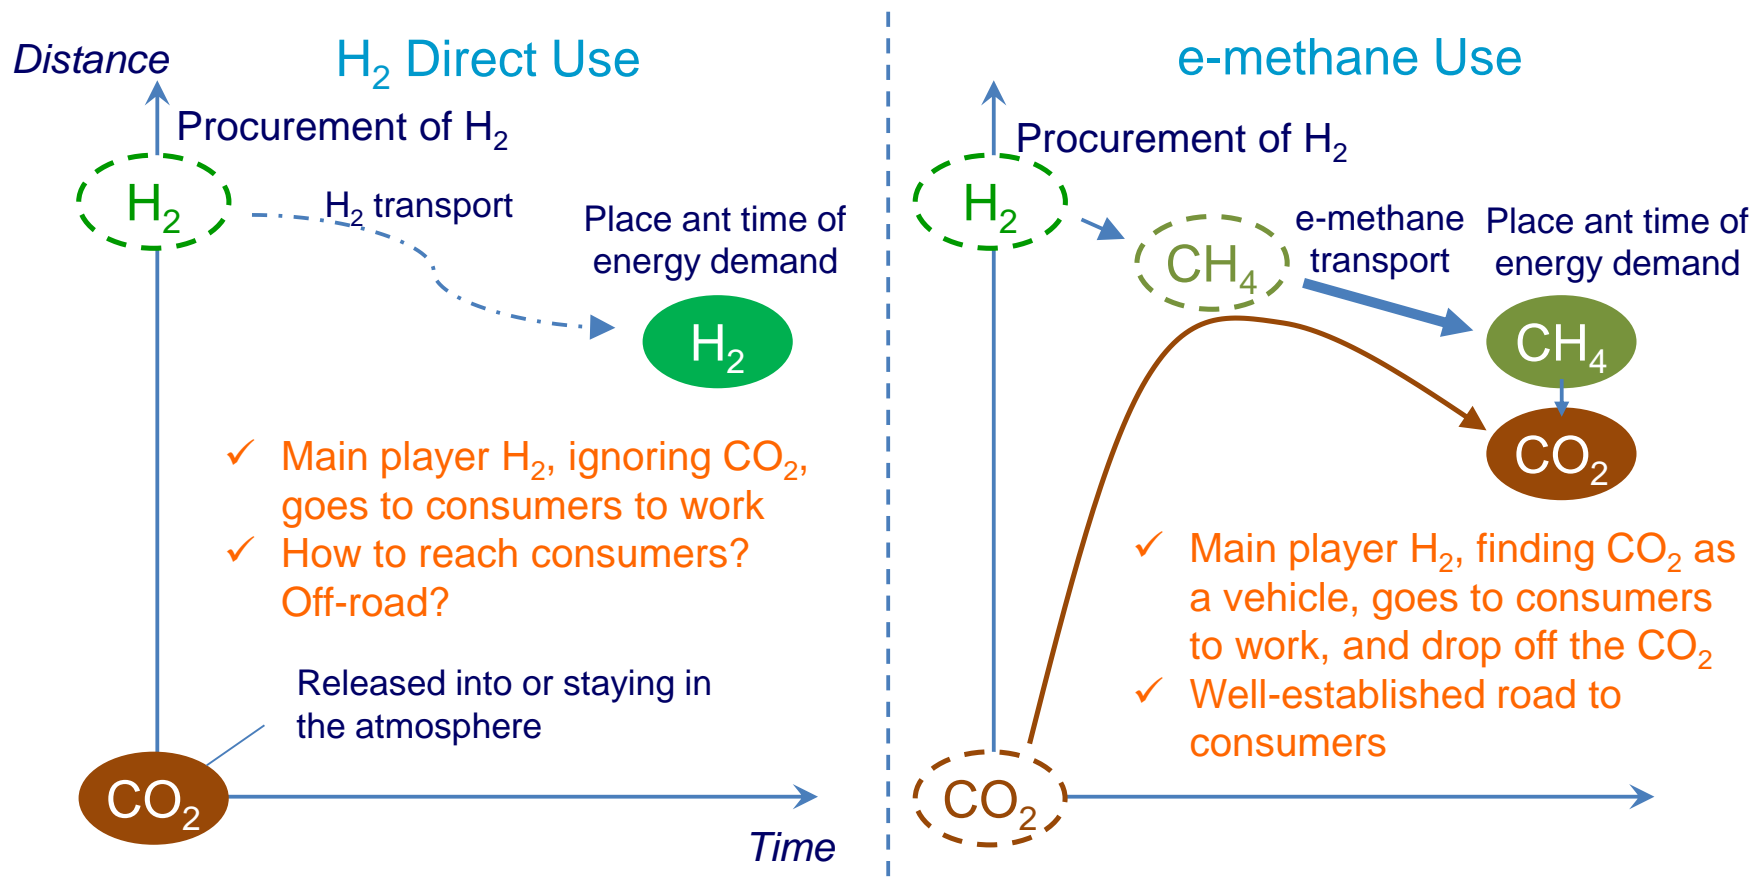 Distance
H₂ Direct Use
Procurement of H₂
H₂
H₂ transport
Place ant time of
energy demand
H₂
✓ Main player H₂, ignoring CO₂,
goes to consumers to work
✓ How to reach consumers?
Off-road?
Released into or staying in
the atmosphere
CO₂
Time
e-methane Use
Procurement of H₂
H₂
CH₄
e-methane
transport
Place ant time of
energy demand
CH₄
CO₂
✓ Main player H₂, finding CO₂ as
a vehicle, goes to consumers
to work, and drop off the CO₂
✓ Well-established road to
consumers
CO₂